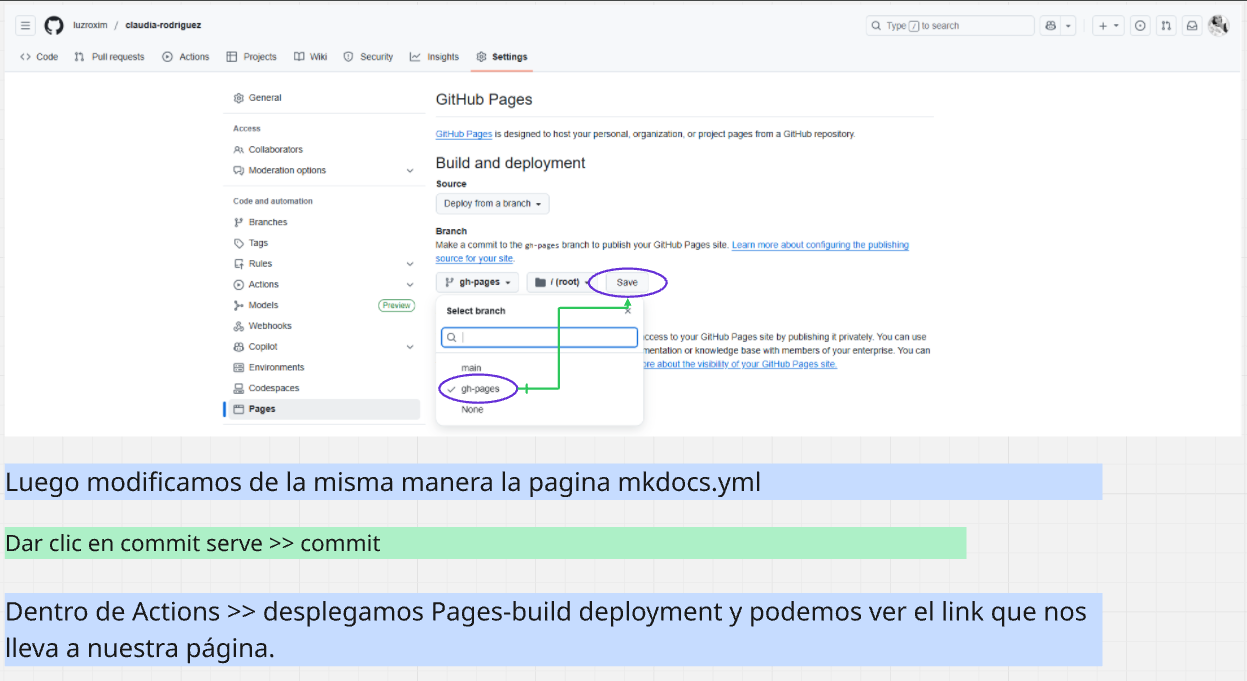 luzroxim / claudia-rodriguez
Type / to search
Code Pull requests Actions Projects Wiki Security Insights Settings
General
Access
Collaborators
Moderation options
Code and automation
Branches
Tags
Rules
Actions
Models Preview
Webhooks
Copilot
Environments
Codespaces
Pages
GitHub Pages
GitHub Pages is designed to host your personal, organization, or project pages from a GitHub repository.
Build and deployment
Source
Deploy from a branch
Branch
Make a commit to the gh-pages branch to publish your GitHub Pages site. Learn more about configuring the publishing
source for your site.
gh-pages / (root) Save
Select branch
main
gh-pages
None
access to your GitHub Pages site by publishing it privately. You can use
mentation or knowledge base with members of your enterprise. You can
ore about the visibility of your GitHub Pages site.
Luego modificamos de la misma manera la pagina mkdocs.yml
Dar clic en commit serve >> commit
Dentro de Actions >> desplegamos Pages-build deployment y podemos ver el link que nos
lleva a nuestra página.